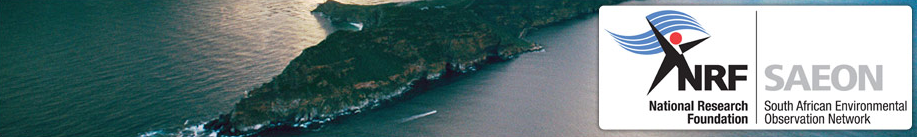 NRF
National Research
Foundation
SAEON
South African Environmental
Observation Network